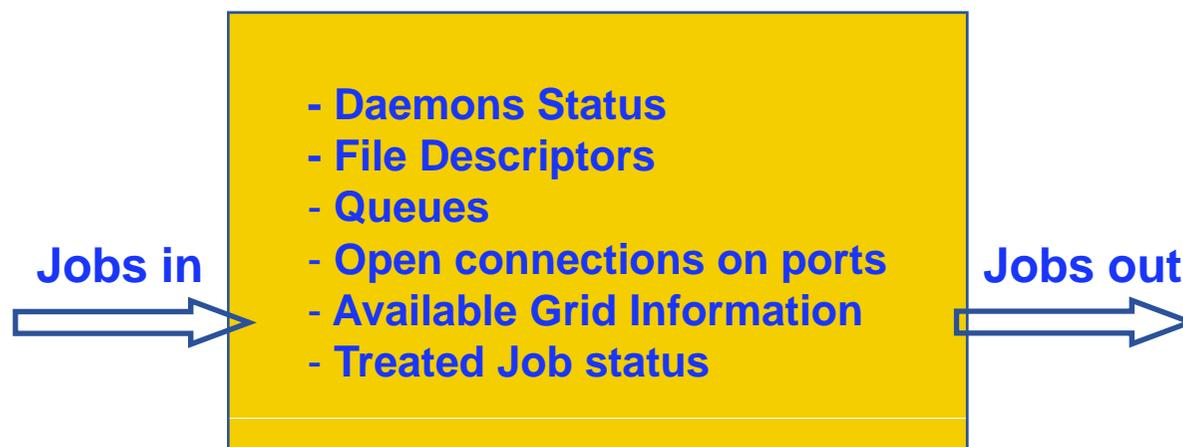 - Daemons Status
- File Descriptors
- Queues
- Open connections on ports
- Available Grid Information
- Treated Job status
Jobs in
Jobs out